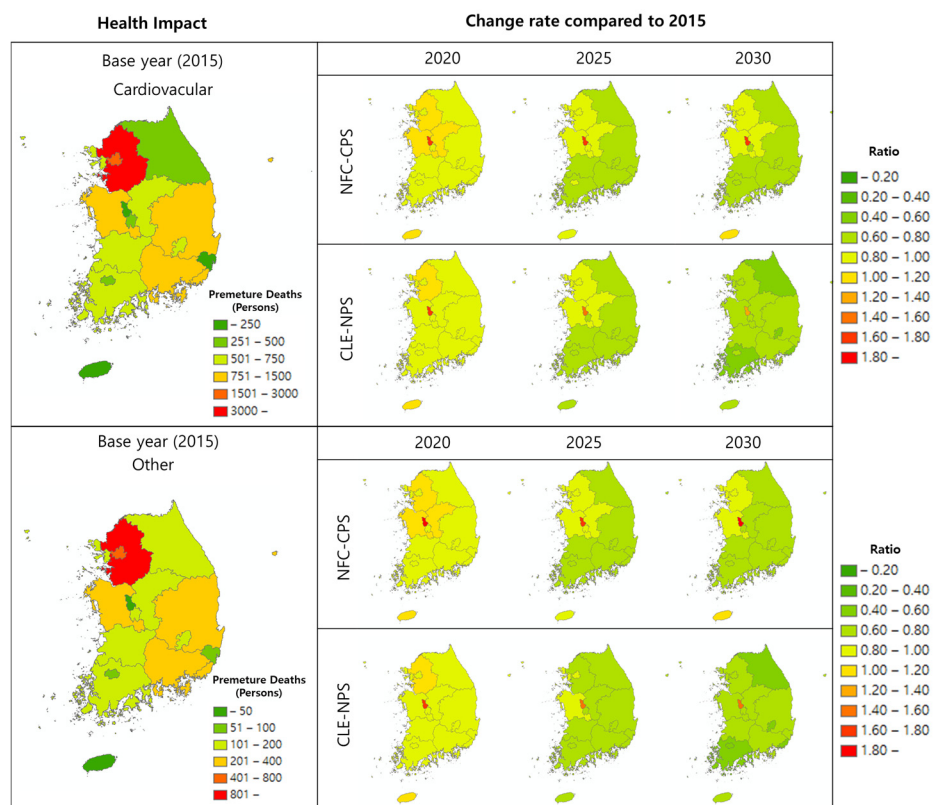 Health Impact
Change rate compared to 2015
Base year (2015)
Cardiovacular
2020
2025
2030
NFC-CPS
CLE-NPS
Premeture Deaths
(Persons)
– 250
251 – 500
501 – 750
751 – 1500
1501 – 3000
3000 –
Ratio
– 0.20
0.20 – 0.40
0.40 – 0.60
0.60 – 0.80
0.80 – 1.00
1.00 – 1.20
1.20 – 1.40
1.40 – 1.60
1.60 – 1.80
1.80 –
Base year (2015)
Other
2020
2025
2030
NFC-CPS
CLE-NPS
Premeture Deaths
(Persons)
– 50
51 – 100
101 – 200
201 – 400
401 – 800
801 –
Ratio
– 0.20
0.20 – 0.40
0.40 – 0.60
0.60 – 0.80
0.80 – 1.00
1.00 – 1.20
1.20 – 1.40
1.40 – 1.60
1.60 – 1.80
1.80 –